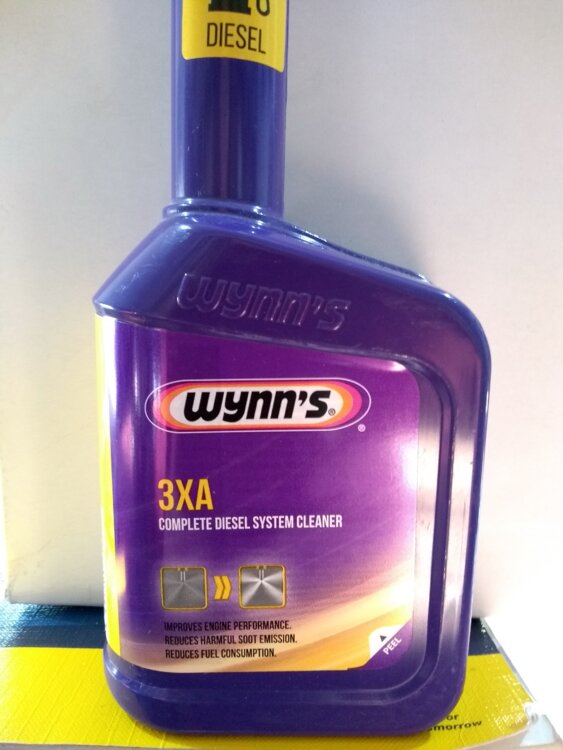 DIESEL
Wynn's
Wynn's®
®
3XA
COMPLETE DIESEL SYSTEM CLEANER
IMPROVES ENGINE PERFORMANCE.
REDUCES HARMFUL SOOT EMISSION.
REDUCES FUEL CONSUMPTION.
PEEL
or